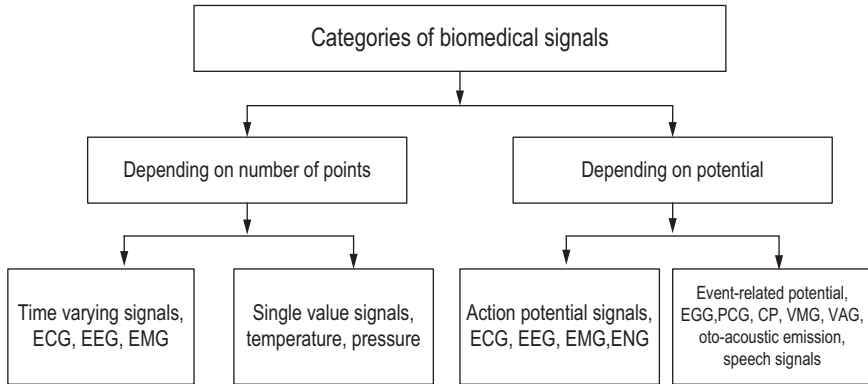 Categories of biomedical signals
Depending on number of points
Depending on potential
Time varying signals,
ECG, EEG, EMG
Single value signals,
temperature, pressure
Action potential signals,
ECG, EEG, EMG,ENG
Event-related potential,
EGG,PCG, CP, VMG, VAG,
oto-acoustic emission,
speech signals